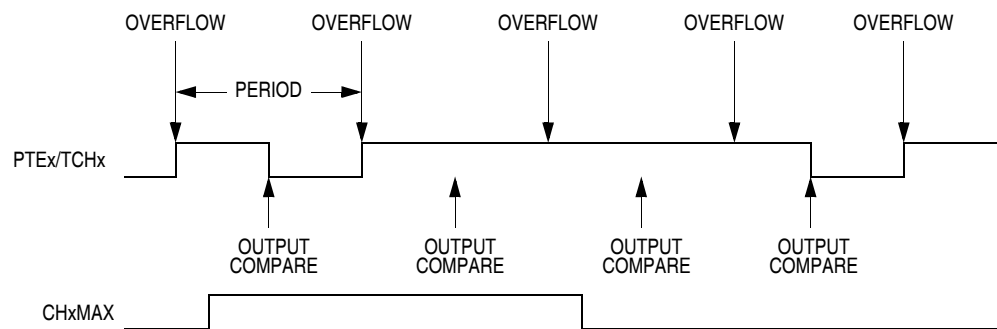 OVERFLOW
OVERFLOW
OVERFLOW
OVERFLOW
OVERFLOW
PERIOD
PTEx/TCHx
OUTPUT
COMPARE
OUTPUT
COMPARE
OUTPUT
COMPARE
OUTPUT
COMPARE
CHxMAX